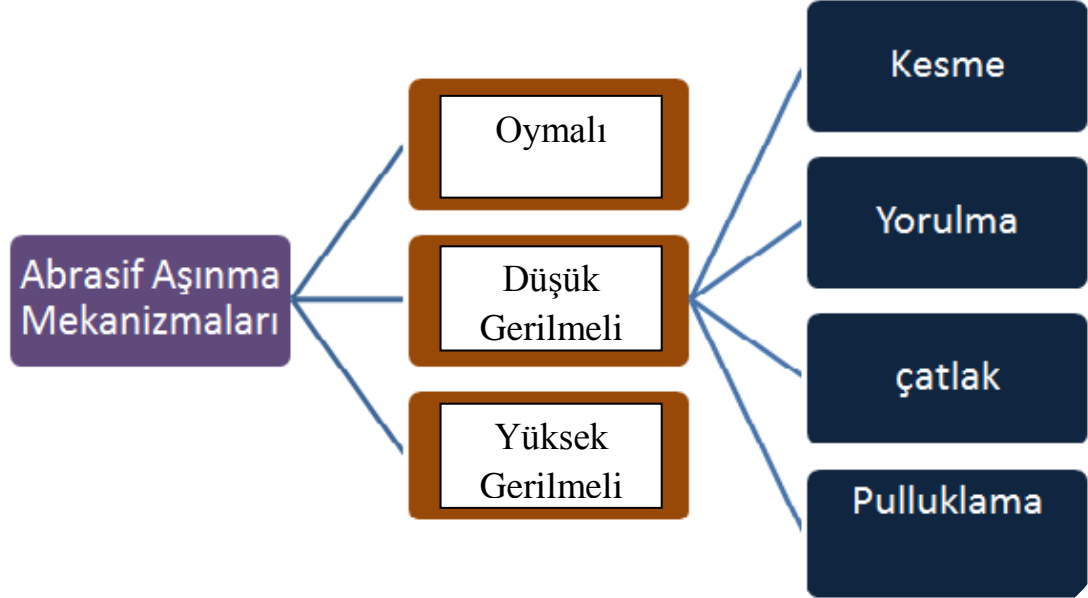 Abrasif Aşınma
Mekanizmaları
Oymalı
Düşük
Gerilmeli
Yüksek
Gerilmeli
Kesme
Yorulma
çatlak
Pulluklama